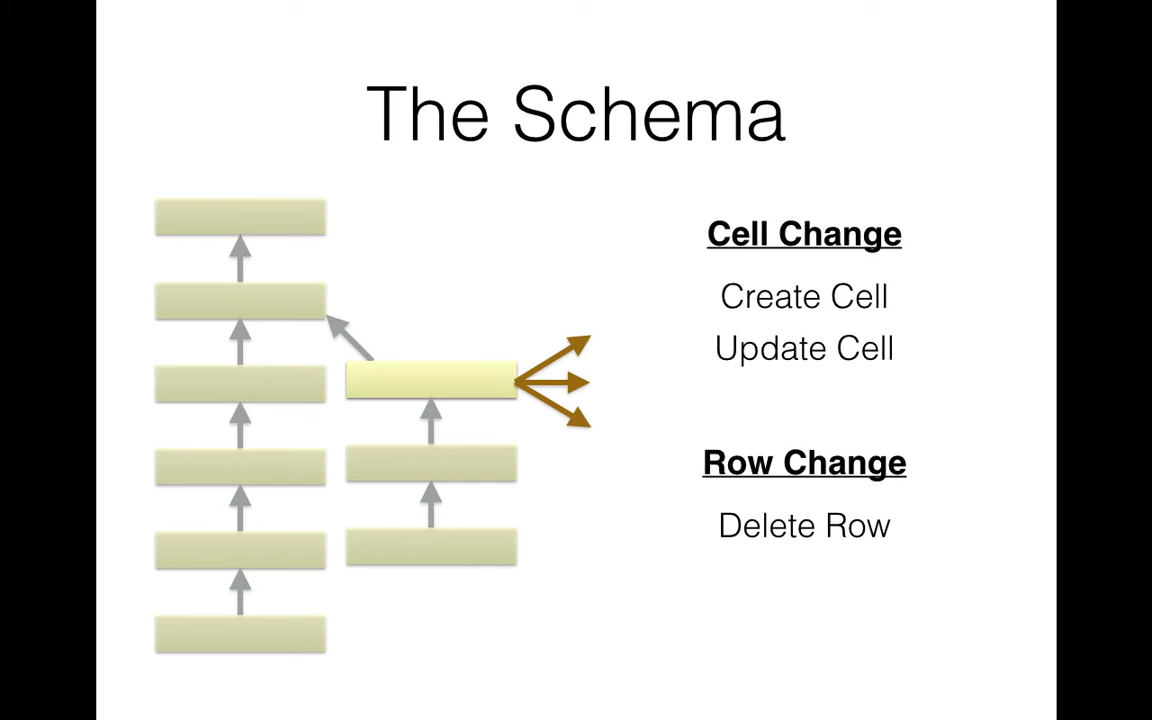 The Schema
Cell Change
Create Cell
Update Cell
Row Change
Delete Row